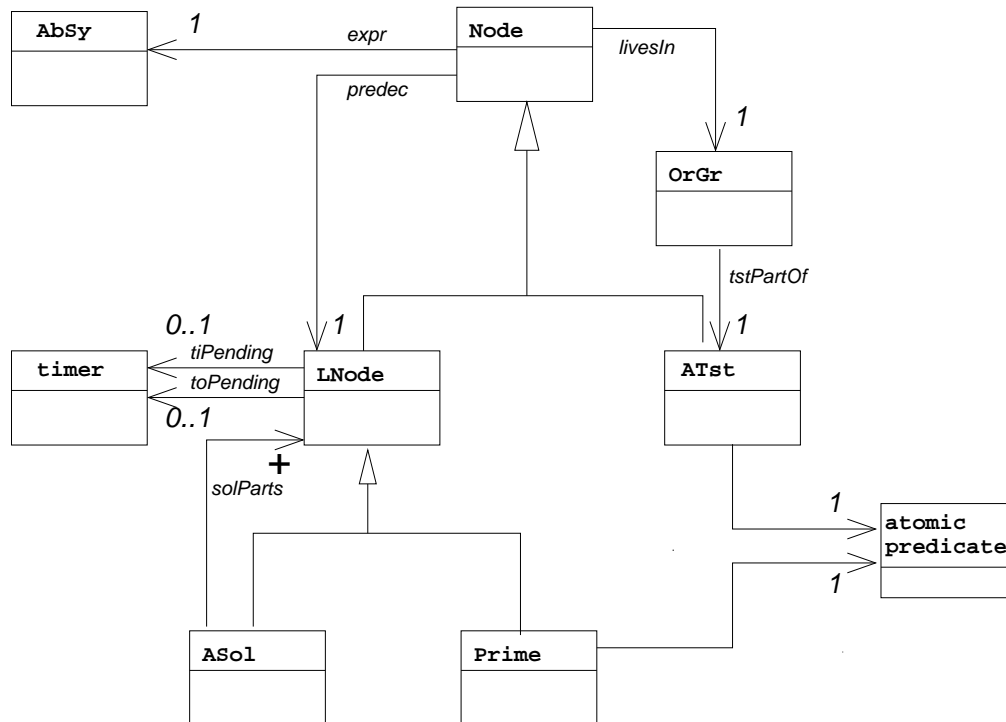 AbSy
1
expr
Node
livesIn
predec
1
OrGr
tstPartOf
0..1
1
1
tiPending
timer
LNode
ATst
toPending
0..1
+
solParts
1
atomic
predicate
1
ASol
Prime